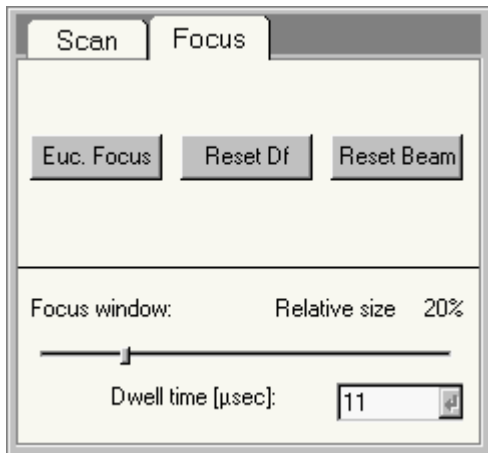 Scan Focus
Euc. Focus Reset Df Reset Beam
Focus window: Relative size 20%
Dwell time [µsec]: 11